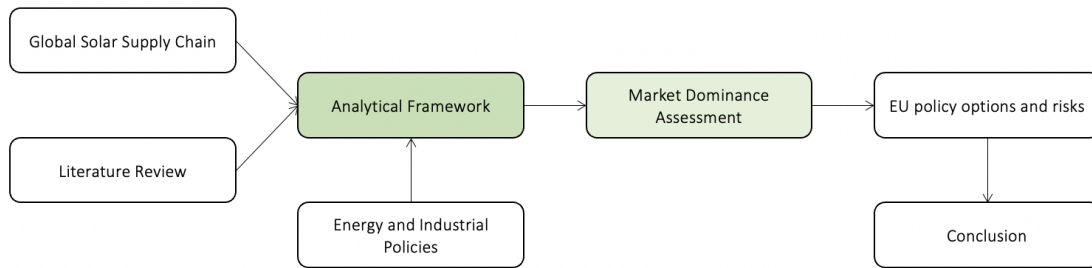 Global Solar Supply Chain
Literature Review
Analytical Framework
Energy and Industrial
Policies
Market Dominance
Assessment
EU policy options and risks
Conclusion